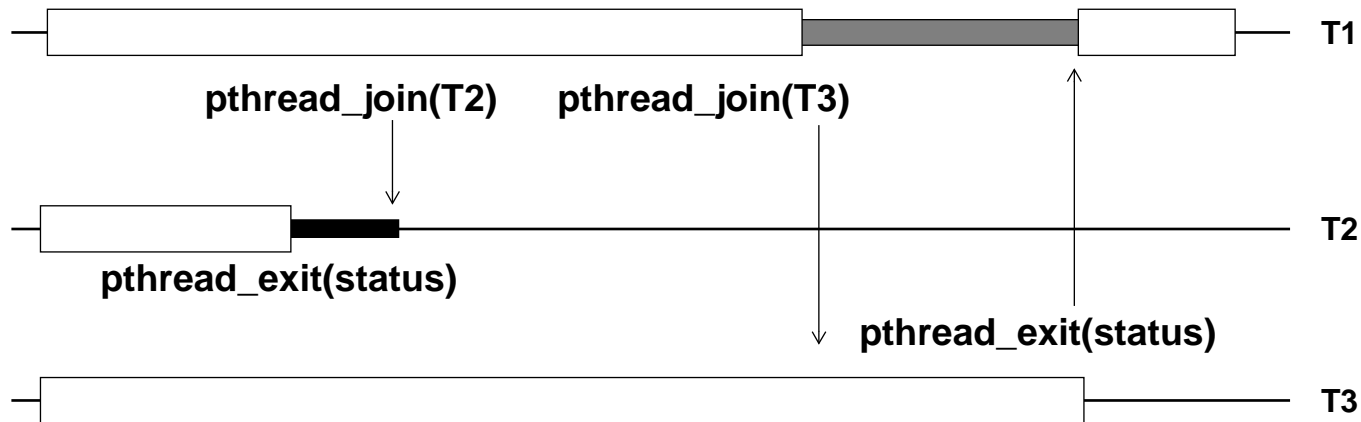 T1
pthread_join(T2) pthread_join(T3)
T2
pthread_exit(status)
pthread_exit(status)
T3